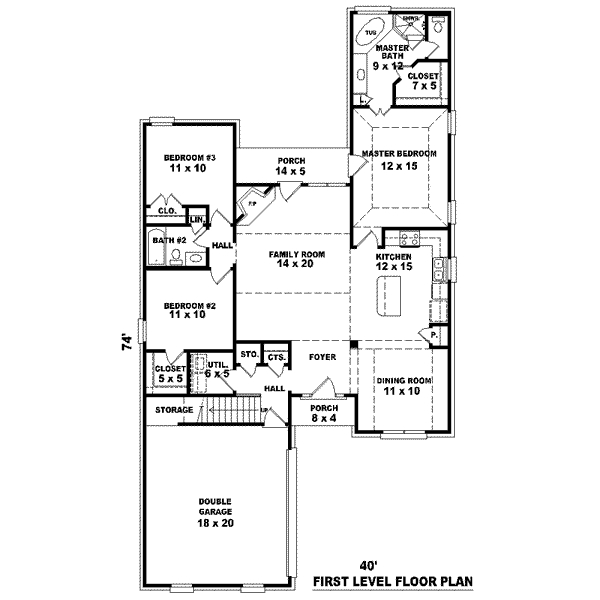 SHWR
TUB
MASTER
BATH
9 x 12
CLOSET
7 x 5
BEDROOM #3
11 x 10
PORCH
14 x 5
MASTER BEDROOM
12 x 15
CLO.
LIN.
F/P
BATH #2
HALL
FAMILY ROOM
14 x 20
KITCHEN
12 x 15
BEDROOM #2
11 x 10
74'
P.
STO.
CTS.
FOYER
CLOSET
5 x 5
UTIL.
6 x 5
HALL
DINING ROOM
11 x 10
STORAGE
UP
PORCH
8 x 4
DOUBLE
GARAGE
18 x 20
40'
FIRST LEVEL FLOOR PLAN